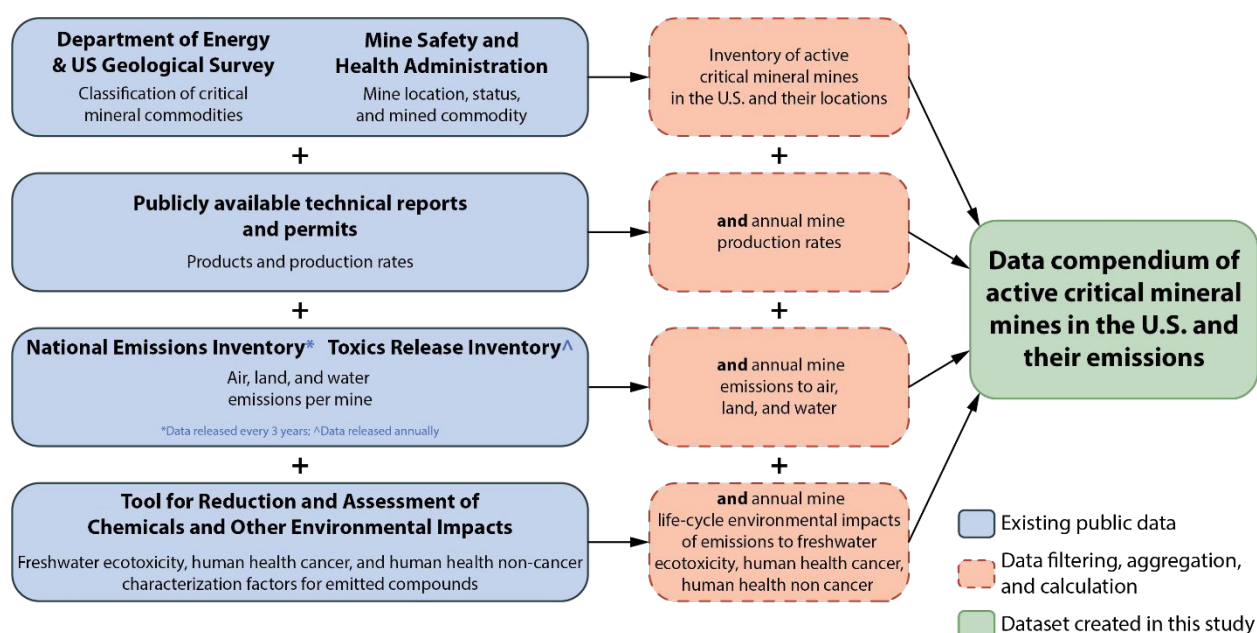 Department of Energy
& US Geological Survey
Classification of critical
mineral commodities
Mine Safety and
Health Administration
Mine location, status,
and mined commodity
Inventory of active
critical mineral mines
in the U.S. and their locations
+
+
Publicly available technical reports
and permits
Products and production rates
and annual mine
production rates
+
+
National Emissions Inventory* Toxics Release Inventory^
Air, land, and water
emissions per mine
*Data released every 3 years; ^Data released annually
and annual mine
emissions to air,
land, and water
+
+
Tool for Reduction and Assessment of
Chemicals and Other Environmental Impacts
Freshwater ecotoxicity, human health cancer, and human health non-cancer
characterization factors for emitted compounds
and annual mine
life-cycle environmental impacts
of emissions to freshwater
ecotoxicity, human health cancer,
human health non cancer
Data compendium of
active critical mineral
mines in the U.S. and
their emissions
Existing public data
Data filtering, aggregation,
and calculation
Dataset created in this study